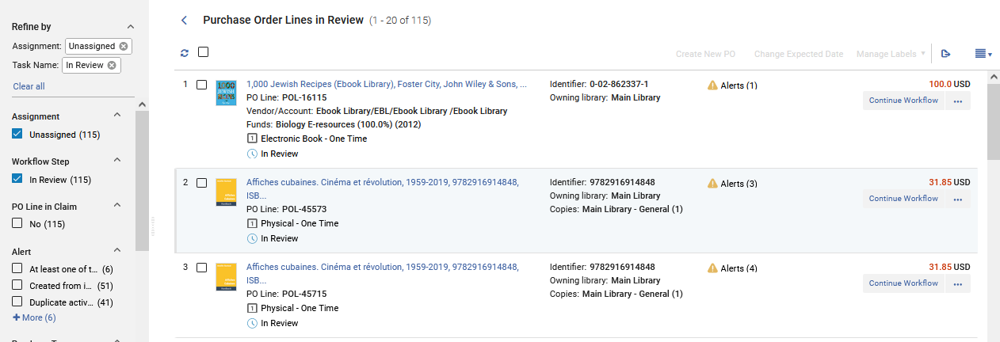 Refine by
Assignment: Unassigned
Task Name: In Review
Clear all
Assignment
Unassigned (115)
Workflow Step
In Review (115)
PO Line in Claim
No (115)
Alert
At least one of t... (6)
Created from i... (51)
Duplicate activ... (41)
+ More (6)
Purchase Order Lines in Review (1 - 20 of 115)
Create New PO Change Expected Date Manage Labels
1 1,000 Jewish Recipes (Ebook Library), Foster City, John Wiley & Sons, ...
PO Line: POL-16115
Vendor/Account: Ebook Library/EBL/Ebook Library /Ebook Library
Funds: Biology E-resources (100.0%) (2012)
1 Electronic Book - One Time
In Review
Identifier: 0-02-862337-1
Owning library: Main Library
Alerts (1)
100.0 USD
Continue Workflow ...
2 Affiches cubaines. Cinéma et révolution, 1959-2019, 9782916914848,
ISB...
PO Line: POL-45573
1 Physical - One Time
In Review
Identifier: 9782916914848
Owning library: Main Library
Copies: Main Library - General (1)
Alerts (3)
31.85 USD
Continue Workflow ...
3 Affiches cubaines. Cinéma et révolution, 1959-2019, 9782916914848,
ISB...
PO Line: POL-45715
1 Physical - One Time
In Review
Identifier: 9782916914848
Owning library: Main Library
Copies: Main Library - General (1)
Alerts (4)
31.85 USD
Continue Workflow ...